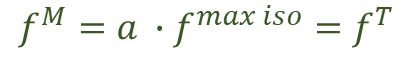 f^M = a · f^{max iso} = f^T